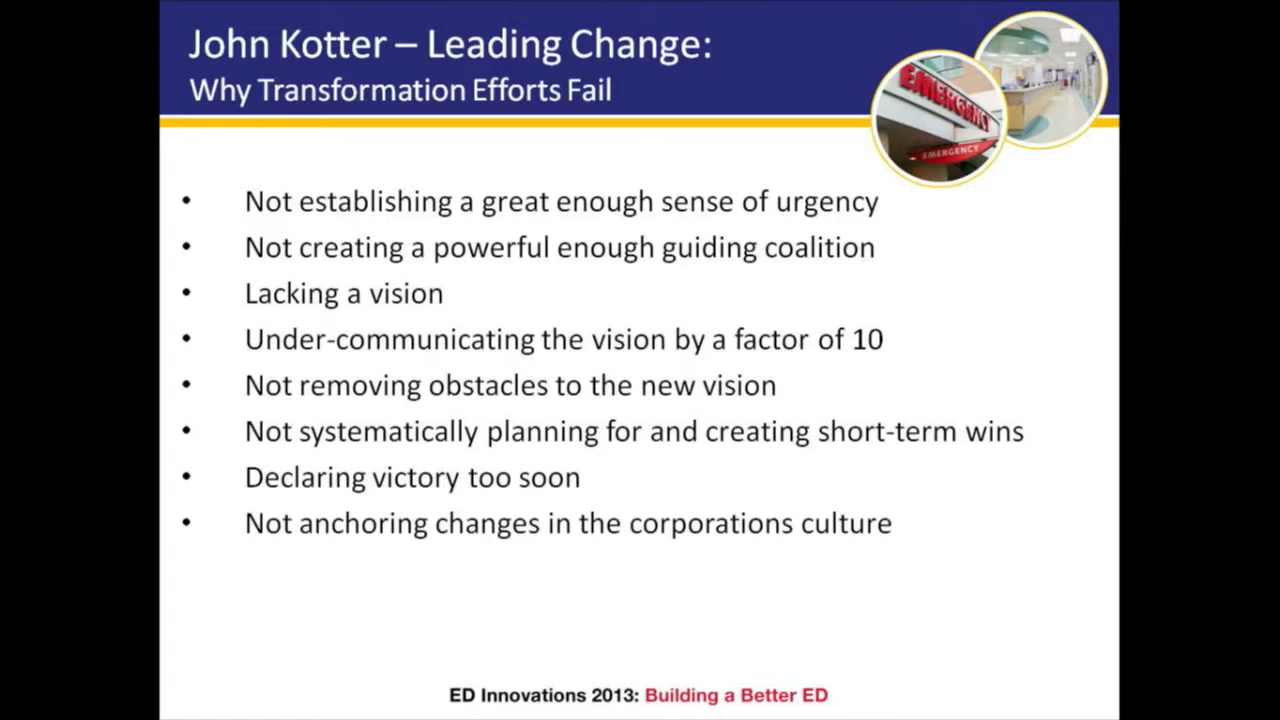 John Kotter – Leading Change:
Why Transformation Efforts Fail
EMERGENCY
EMERGENCY
• Not establishing a great enough sense of urgency
• Not creating a powerful enough guiding coalition
• Lacking a vision
• Under-communicating the vision by a factor of 10
• Not removing obstacles to the new vision
• Not systematically planning for and creating short-term wins
• Declaring victory too soon
• Not anchoring changes in the corporations culture
ED Innovations 2013: Building a Better ED